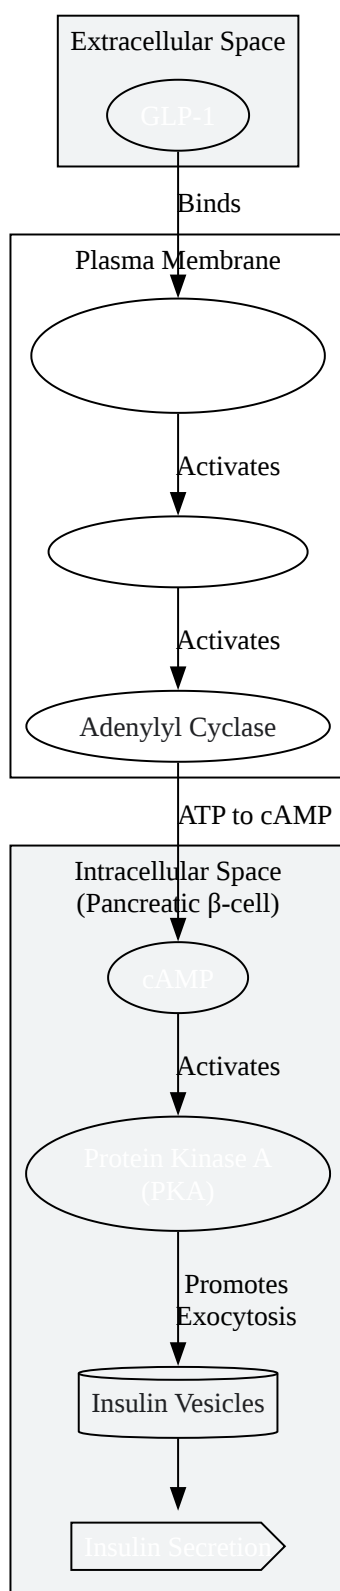 Extracellular Space
GLP-1
Binds
Plasma Membrane
Activates
Activates
Adenylyl Cyclase
ATP to cAMP
Intracellular Space
(Pancreatic β-cell)
cAMP
Activates
Protein Kinase A
(PKA)
Promotes
Exocytosis
Insulin Vesicles
Insulin Secretion